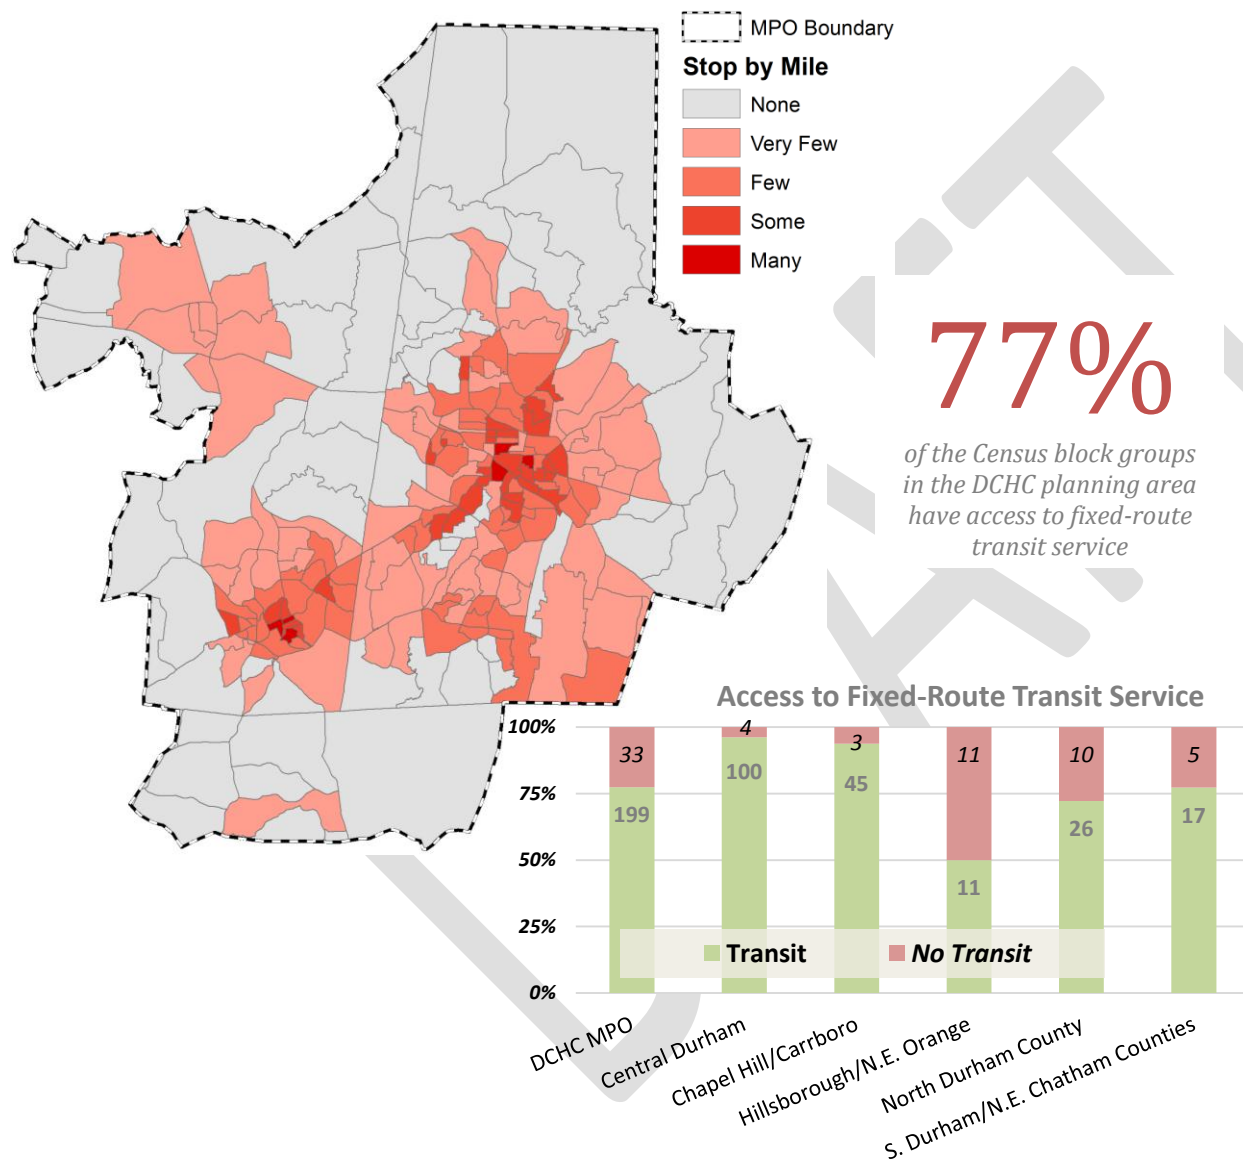 MPO Boundary
Stop by Mile
None
Very Few
Few
Some
Many
77%
of the Census block groups
in the DCHC planning area
have access to fixed-route
transit service
Access to Fixed-Route Transit Service
100%
75%
50%
25%
0%
33
4
3
11
10
5
199
100
45
11
26
17
Transit
No Transit
DCHC MPO
Central Durham
Chapel Hill/Carrboro
Hillsborough/N.E. Orange
North Durham County
S. Durham/N.E. Chatham Counties
DRAFT